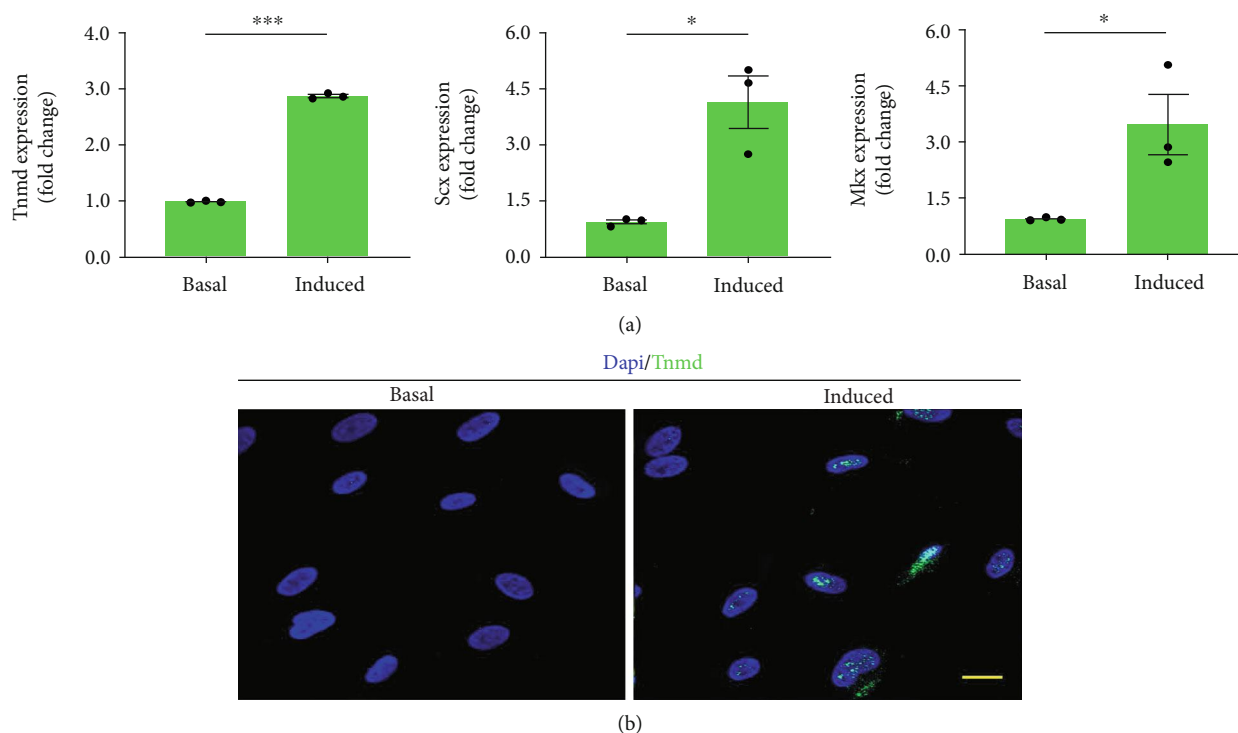 ***
4.0
3.0
2.0
1.0
0.0
Tnmd expression
(fold change)
Basal Induced
*
6.0
4.5
3.0
1.5
0.0
Scx expression
(fold change)
Basal Induced
*
6.0
4.5
3.0
1.5
0.0
Mkx expression
(fold change)
Basal Induced
(a)
Dapi/Tnmd
Basal Induced
(b)